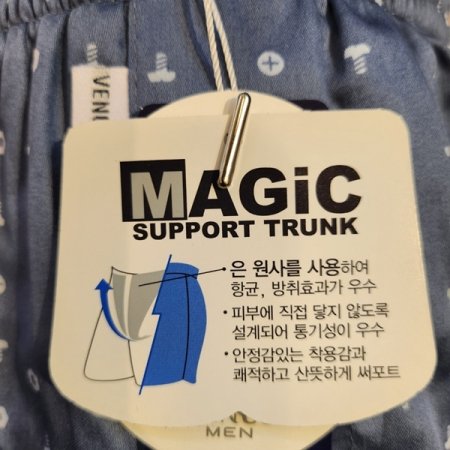 VENU
MAGiC
SUPPORT TRUNK
· 은 원사를 사용하여
항균, 방취효과가 우수
· 피부에 직접 닿지 않도록
설계되어 통기성이 우수
· 안정감있는 착용감과
쾌적하고 산뜻하게 써포트
MEN